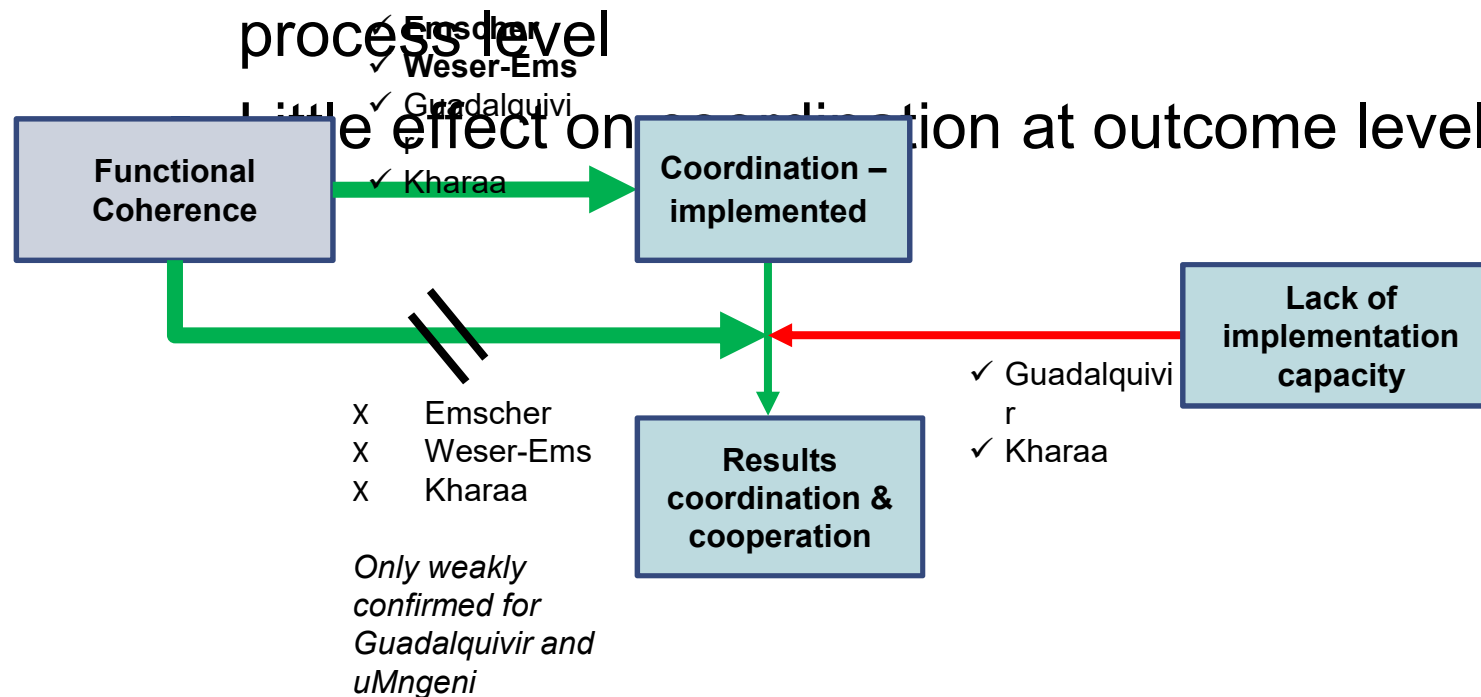 process level
Little effect on coordination at outcome level
✓ Emscher
✓ Weser-Ems
✓ Guadalquivi
r
✓ Kharaa
Functional
Coherence
Coordination –
implemented
Lack of
implementation
capacity
✓ Guadalquivi
r
✓ Kharaa
X Emscher
X Weser-Ems
X Kharaa
Only weakly
confirmed for
Guadalquivir and
uMngeni
Results
coordination &
cooperation